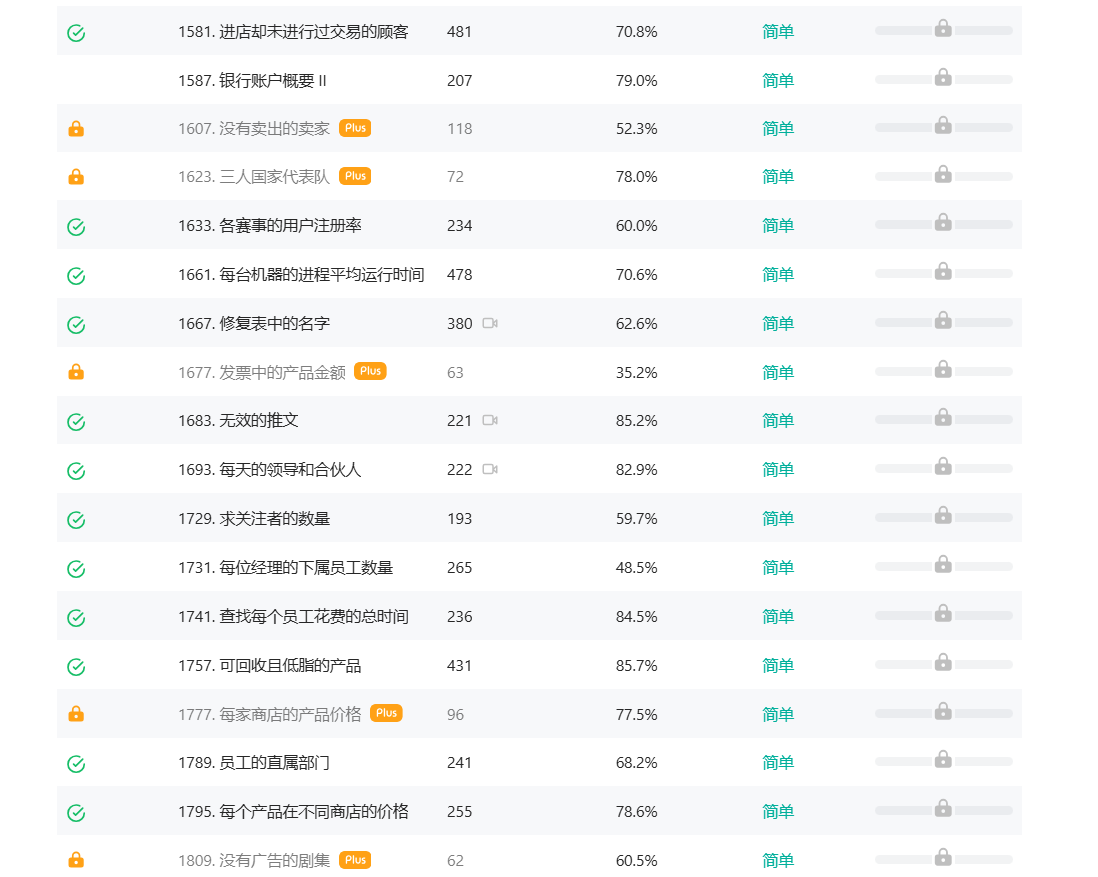 1581. 进店却未进行过交易的顾客 481 70.8% 简单
1587. 银行账户概要 II 207 79.0% 简单
1607. 没有卖出的卖家 Plus 118 52.3% 简单
1623. 三人国家代表队 Plus 72 78.0% 简单
1633. 各赛事的用户注册率 234 60.0% 简单
1661. 每台机器的进程平均运行时间 478 70.6% 简单
1667. 修复表中的名字 380 62.6% 简单
1677. 发票中的产品金额 Plus 63 35.2% 简单
1683. 无效的推文 221 85.2% 简单
1693. 每天的领导和合伙人 222 82.9% 简单
1729. 求关注者的数量 193 59.7% 简单
1731. 每位经理的下属员工数量 265 48.5% 简单
1741. 查找每个员工花费的总时间 236 84.5% 简单
1757. 可回收且低脂的产品 431 85.7% 简单
1777. 每家商店的产品价格 Plus 96 77.5% 简单
1789. 员工的直属部门 241 68.2% 简单
1795. 每个产品在不同商店的价格 255 78.6% 简单
1809. 没有广告的剧集 Plus 62 60.5% 简单